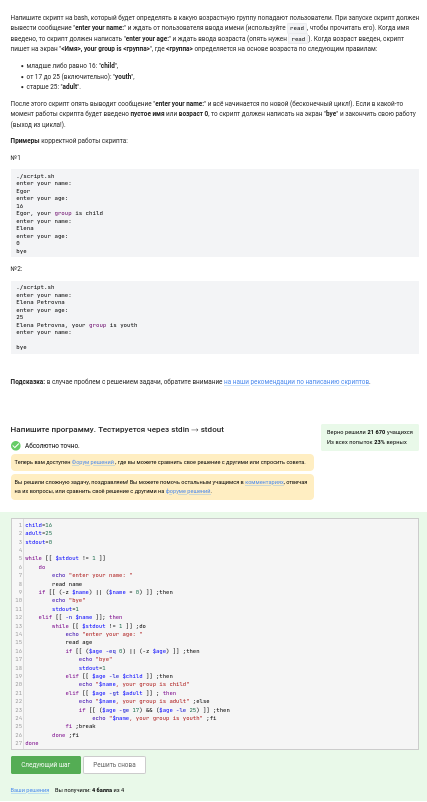 Напишите скрипт на bash, который будет определять в какую возрастную группу попадают пользователи. При запуске скрипт должен
вывести сообщение "enter your name:" и ждать от пользователя ввода имени (используйте read, чтобы прочитать его). Когда имя
введено, то скрипт должен написать "enter your age:" и ждать ввода возраста (опять нужен read). Когда возраст введен, скрипт
пишет на экран "<Имя>, your group is <группа>", где <группа> определяется на основе возраста по следующим правилам:
• младше либо равно 16: "child",
• от 17 до 25 (включительно): "youth",
• старше 25: "adult".
После этого скрипт опять выводит сообщение "enter your name:" и всё начинается по новой (бесконечный цикл!). Если в какой-то
момент работы скрипта будет введено пустое имя или возраст 0, то скрипт должен написать на экран "bye" и закончить свою работу
(выход из цикла!).
Примеры корректной работы скрипта:
№1
./script.sh
enter your name:
Egor
enter your age:
16
Egor, your group is child
enter your name:
Elena
enter your age:
0
bye
№2:
./script.sh
enter your name:
Elena Petrovna
enter your age:
25
Elena Petrovna, your group is youth
enter your name:
bye
Подсказка: в случае проблем с решением задачи, обратите внимание на наши рекомендации по написанию скриптов.
Напишите программу. Тестируется через stdin → stdout
Верно решили 21 670 учащихся
Из всех попыток 23% верных
Абсолютно точно.
Теперь вам доступен Форум решений, где вы можете сравнить свое решение с другими или спросить совета.
Вы решили сложную задачу, поздравляем! Вы можете помочь остальным учащимся в комментариях, отвечая
на их вопросы, или сравнить своё решение с другими на форуме решений.
1 child=16
2 adult=25
3 stdout=0
4
5 while [[ $stdout != 1 ]]
6 do
7 echo "enter your name: "
8 read name
9 if [[ (-z $name) || ($name = 0) ]] ;then
10 echo "bye"
11 stdout=1
12 elif [[ -n $name ]]; then
13 while [[ $stdout != 1 ]] ;do
14 echo "enter your age: "
15 read age
16 if [[ ($age -eq 0) || (-z $age) ]] ;then
17 echo "bye"
18 stdout=1
19 elif [[ $age -le $child ]] ;then
20 echo "$name, your group is child"
21 elif [[ $age -gt $adult ]] ; then
22 echo "$name, your group is adult" ;else
23 if [[ ($age -ge 17) && ($age -le 25) ]] ;then
24 echo "$name, your group is youth" ;fi
25 fi ;break
26 done ;fi
27 done
Следующий шаг
Решить снова
Ваши решения Вы получили: 4 балла из 4